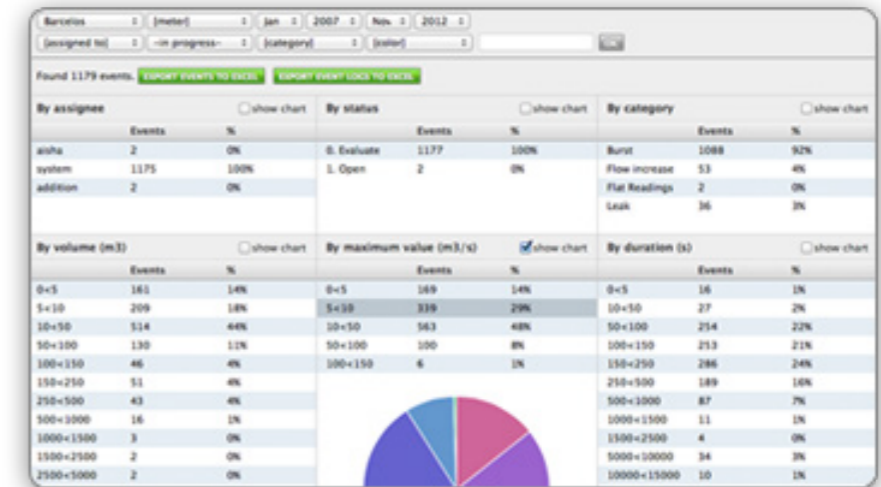 Barcelos [meter] Jan 2007 Nov 2012
[assigned to] -in progress- [category] [color]
Found 1179 events. EXPORT EVENTS TO EXCEL EXPORT EVENT LOGS TO EXCEL
By assignee show chart
Events %
aisha 2 0%
system 1175 100%
addition 2 0%
By status show chart
Events %
0. Evaluate 1177 100%
1. Open 2 0%
By category show chart
Events %
Burst 1088 92%
Flow increase 53 4%
Flat Readings 2 0%
Leak 36 3%
By volume (m3) show chart
Events %
0<5 161 14%
5<10 209 18%
10<50 514 44%
50<100 130 11%
100<150 46 4%
150<250 51 4%
250<500 43 4%
500<1000 16 1%
1000<1500 3 0%
1500<2500 2 0%
2500<5000 2 0%
By maximum value (m3/s) show chart
Events %
0<5 169 14%
5<10 339 29%
10<50 563 48%
50<100 100 8%
100<150 6 1%
By duration (s) show chart
Events %
0<5 16 1%
10<50 27 2%
50<100 254 22%
100<150 253 21%
150<250 286 24%
250<500 189 16%
500<1000 87 7%
1000<1500 11 1%
1500<2500 4 0%
5000<10000 34 3%
10000<15000 10 1%